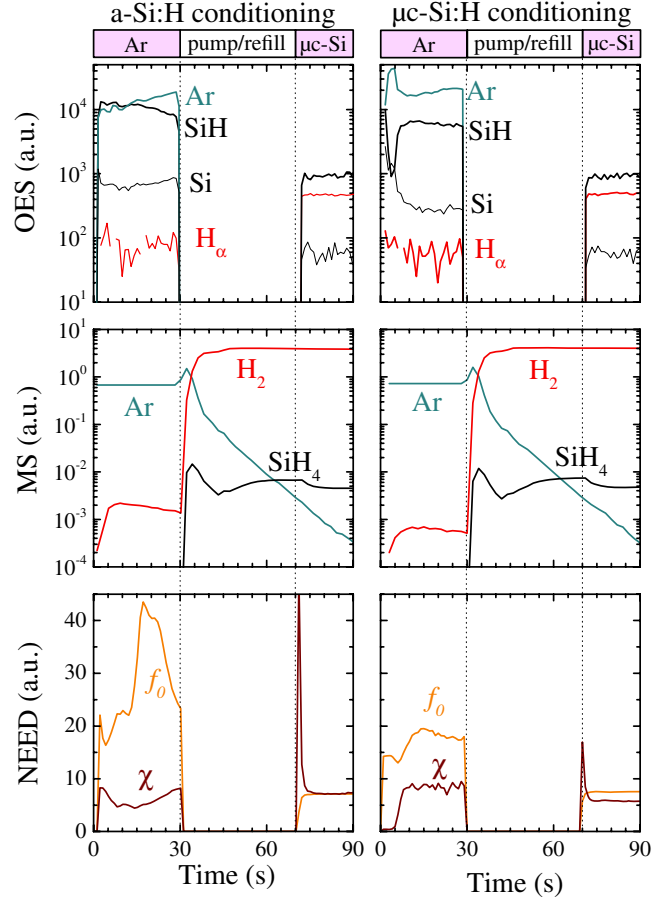 a-Si:H conditioning
µc-Si:H conditioning
Ar pump/refill µc-Si
Ar pump/refill µc-Si
OES (a.u.)
10⁴
10³
10²
10¹
Ar
SiH
Si
Hα
Ar
SiH
Si
Hα
MS (a.u.)
10¹
10⁰
10⁻¹
10⁻²
10⁻³
10⁻⁴
H₂
Ar
SiH₄
H₂
Ar
SiH₄
NEED (a.u.)
40
30
20
10
0
f₀
χ
f₀
χ
0 30 60 90
0 30 60 90
Time (s)
Time (s)